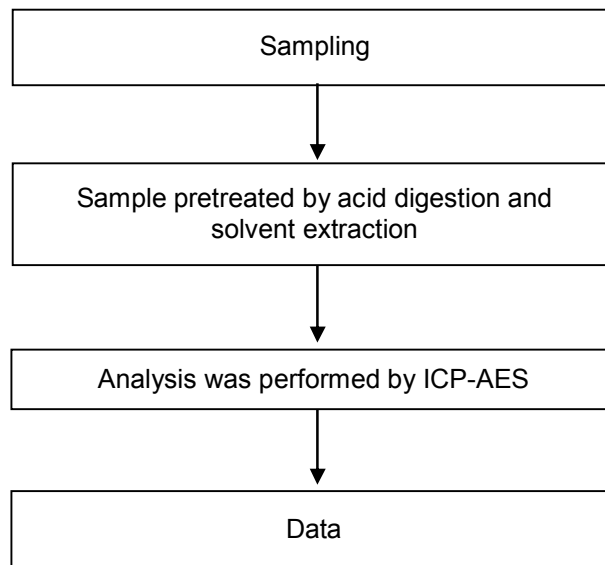 Sampling
Sample pretreated by acid digestion and
solvent extraction
Analysis was performed by ICP-AES
Data